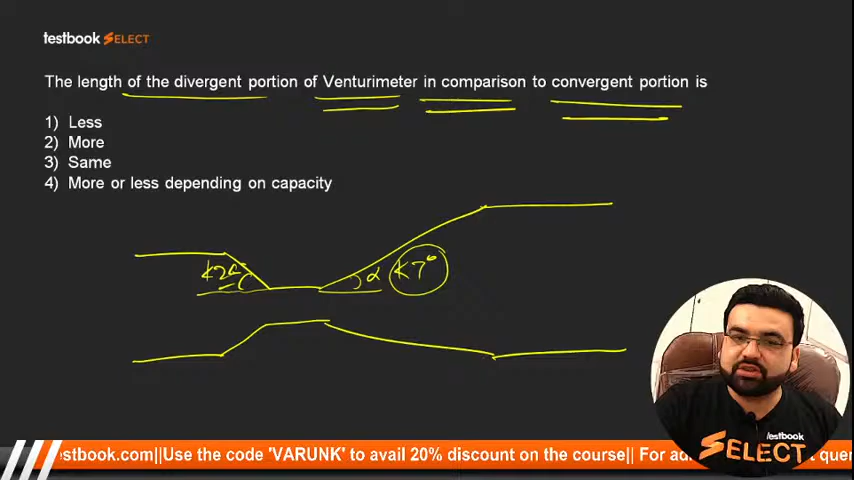 testbook SELECT
The length of the divergent portion of Venturimeter in comparison to convergent portion is
1) Less
2) More
3) Same
4) More or less depending on capacity
α <7°
testbook
SELECT
estbook.com||Use the code 'VARUNK' to avail 20% discount on the course|| For ad